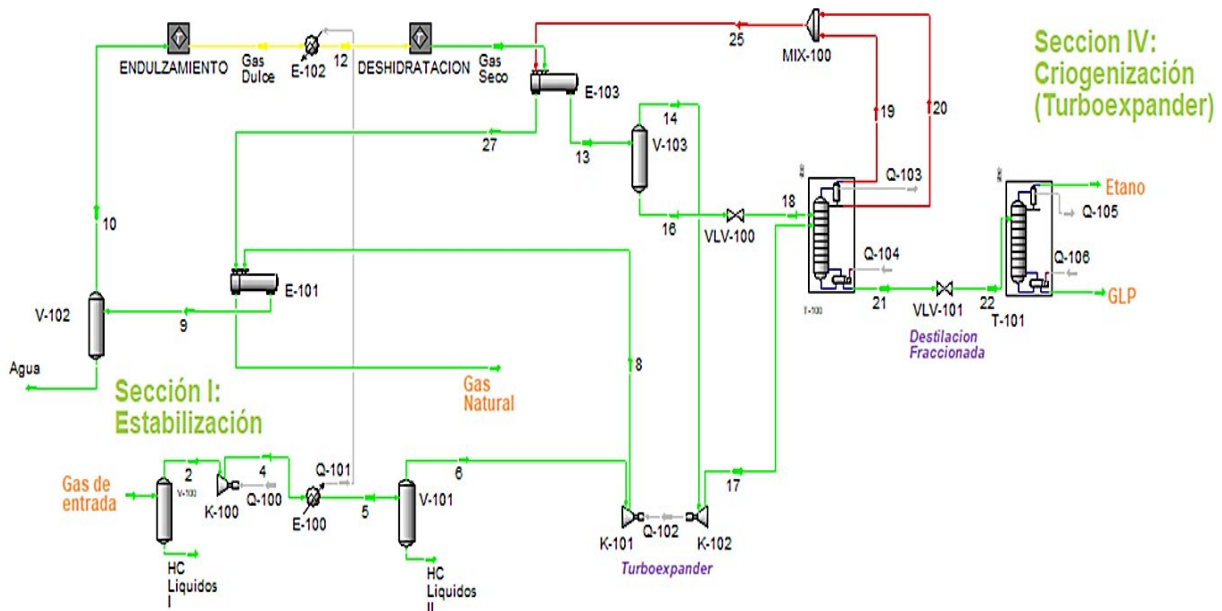 25
MIX-100
Seccion IV:
Criogenización
(Turboexpander)
ENDULZAMIENTO
Gas
Dulce
E-102
12
DESHIDRATACION
Gas
Seco
E-103
14
19
20
27
13
V-103
Q-103
Etano
Q-105
10
16
VLV-100
18
Q-104
Q-106
E-101
21
VLV-101
22
GLP
T-100
T-101
V-102
9
Destilacion
Fraccionada
Agua
8
Sección I:
Estabilización
Gas
Natural
2
4
Q-101
6
17
Gas de
entrada
V-100
K-100
Q-100
E-100
5
V-101
K-101
Q-102
K-102
Turboexpander
HC
Liquidos
I
HC
Liquidos
II